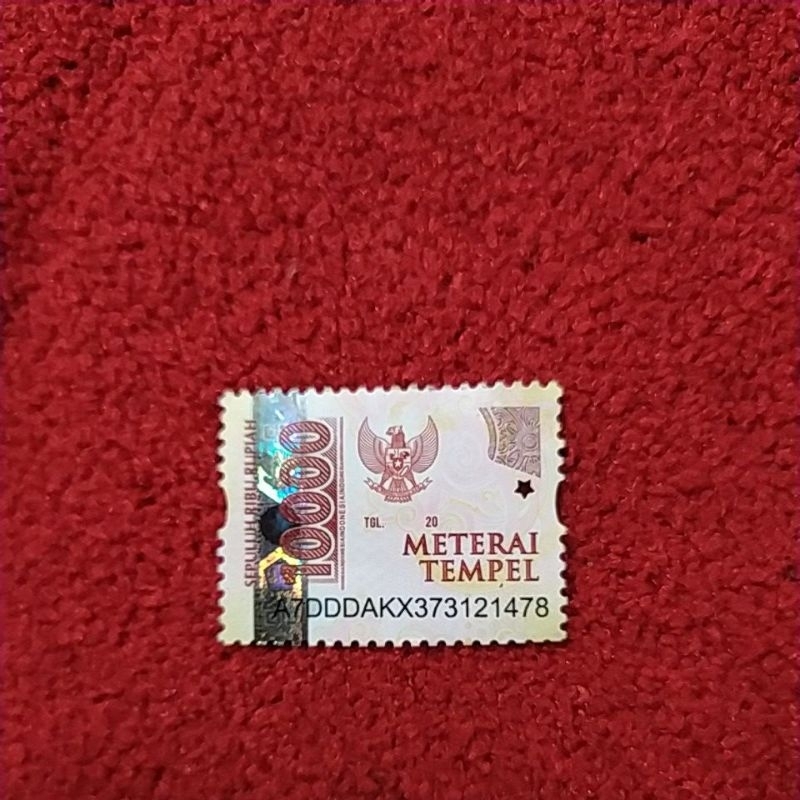 SEPULUH RIBU RUPIAH
10000
TGL. 20
METERAI
TEMPEL
A7DDDAKX373121478